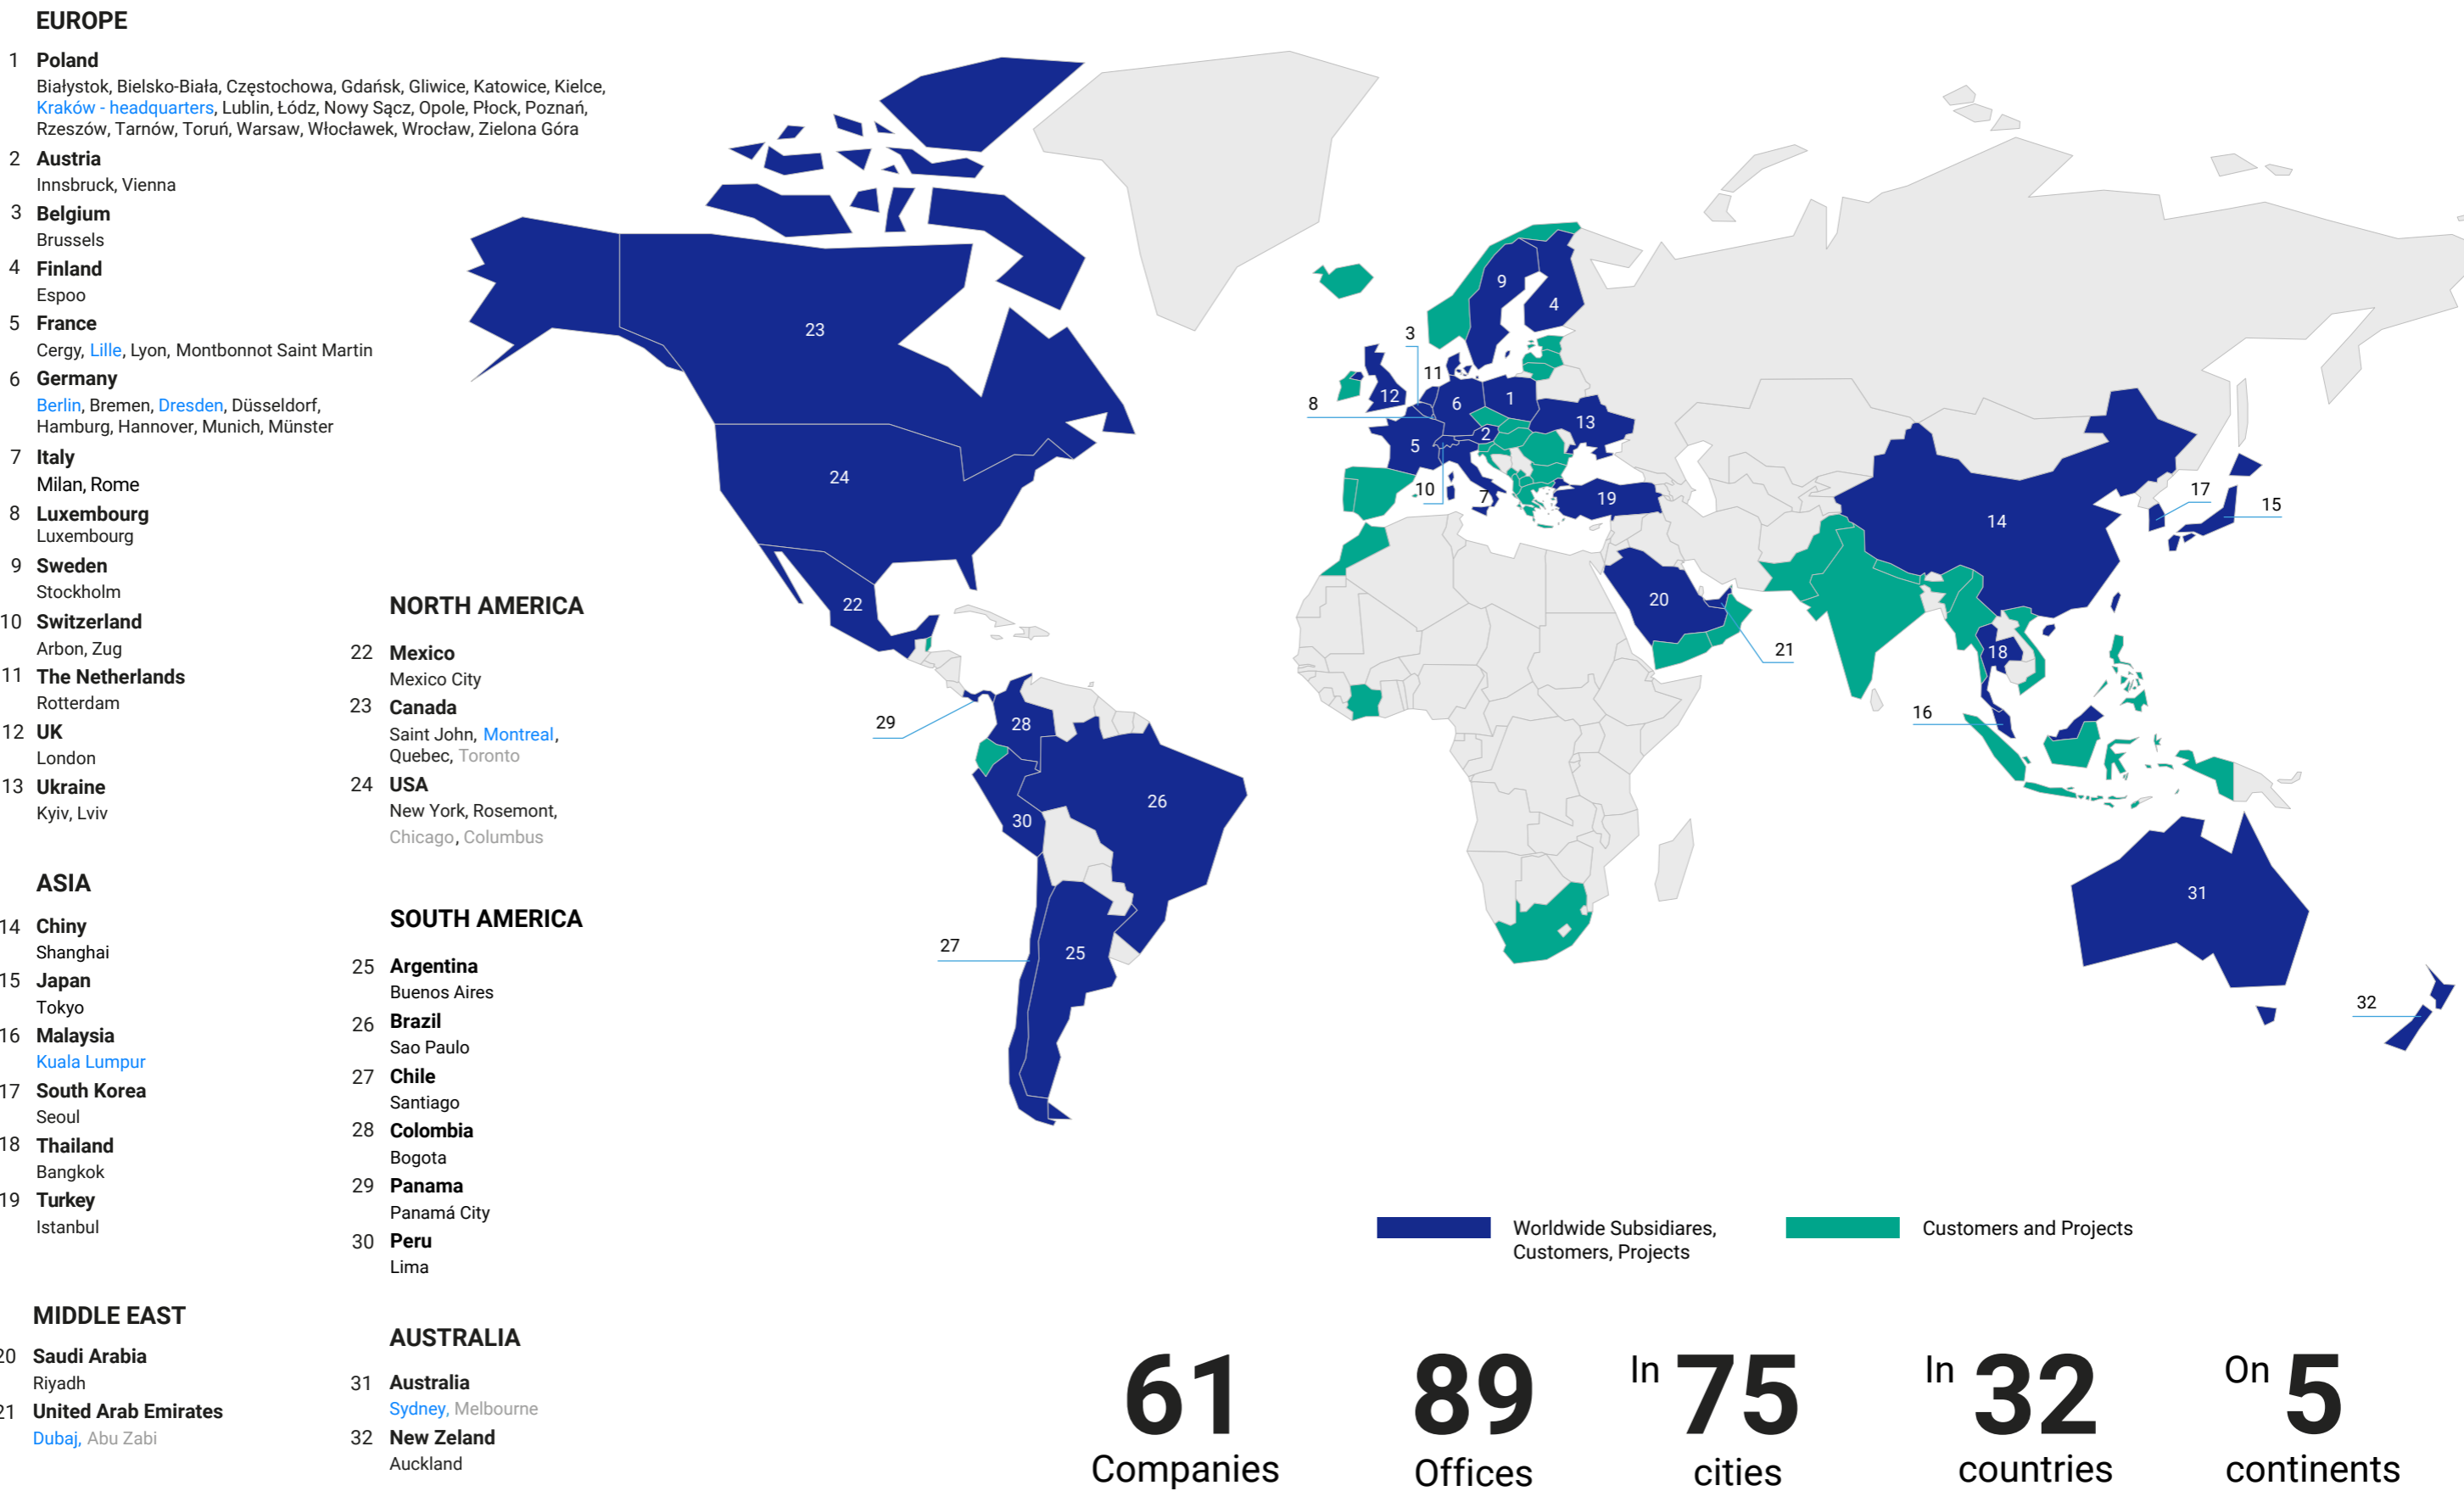 EUROPE
1 Poland
Białystok, Bielsko-Biała, Częstochowa, Gdańsk, Gliwice, Katowice, Kielce,
Kraków - headquarters, Lublin, Łódz, Nowy Sącz, Opole, Płock, Poznań,
Rzeszów, Tarnów, Toruń, Warsaw, Włocławek, Wrocław, Zielona Góra
2 Austria
Innsbruck, Vienna
3 Belgium
Brussels
4 Finland
Espoo
5 France
Cergy, Lille, Lyon, Montbonnot Saint Martin
6 Germany
Berlin, Bremen, Dresden, Düsseldorf,
Hamburg, Hannover, Munich, Münster
7 Italy
Milan, Rome
8 Luxembourg
Luxembourg
9 Sweden
Stockholm
10 Switzerland
Arbon, Zug
11 The Netherlands
Rotterdam
12 UK
London
13 Ukraine
Kyiv, Lviv
ASIA
14 Chiny
Shanghai
15 Japan
Tokyo
16 Malaysia
Kuala Lumpur
17 South Korea
Seoul
18 Thailand
Bangkok
19 Turkey
Istanbul
MIDDLE EAST
20 Saudi Arabia
Riyadh
21 United Arab Emirates
Dubaj, Abu Zabi
NORTH AMERICA
22 Mexico
Mexico City
23 Canada
Saint John, Montreal,
Quebec, Toronto
24 USA
New York, Rosemont,
Chicago, Columbus
SOUTH AMERICA
25 Argentina
Buenos Aires
26 Brazil
Sao Paulo
27 Chile
Santiago
28 Colombia
Bogota
29 Panama
Panamá City
30 Peru
Lima
AUSTRALIA
31 Australia
Sydney, Melbourne
32 New Zeland
Auckland
23
24
22
29
28
30
26
27
25
9
4
3
11
8
12
6
1
13
2
5
10
7
19
20
21
14
17
15
18
16
31
32
Worldwide Subsidiares,
Customers, Projects
Customers and Projects
61
Companies
89
Offices
In 75
cities
In 32
countries
On 5
continents